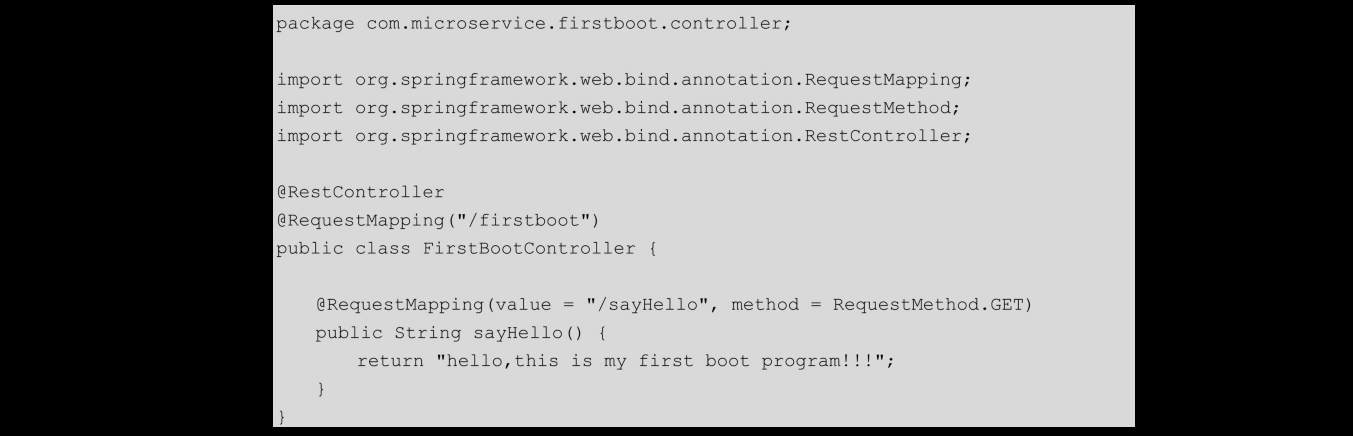 package com.microservice.firstboot.controller;
import org.springframework.web.bind.annotation.RequestMapping;
import org.springframework.web.bind.annotation.RequestMethod;
import org.springframework.web.bind.annotation.RestController;
@RestController
@RequestMapping("/firstboot")
public class FirstBootController {
@RequestMapping(value = "/sayHello", method = RequestMethod.GET)
public String sayHello() {
return "hello,this is my first boot program!!!";
}
}